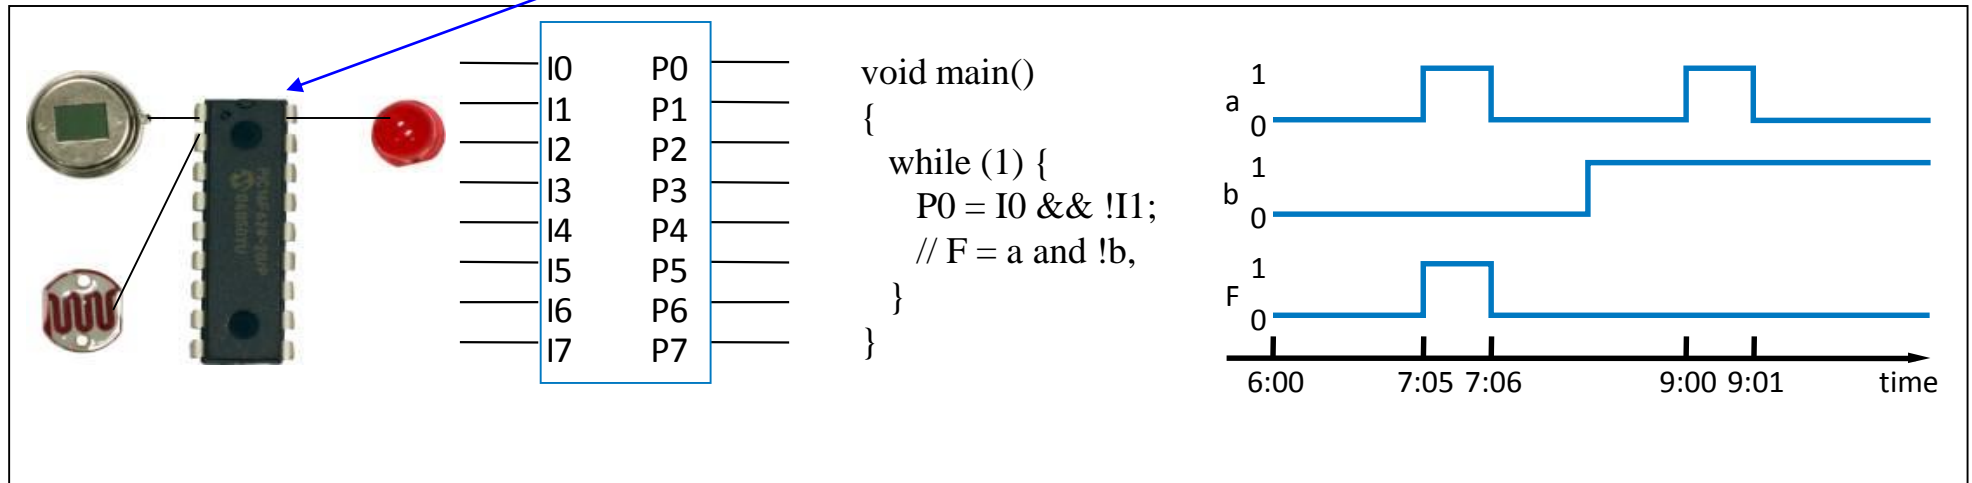 I0 P0
I1 P1
I2 P2
I3 P3
I4 P4
I5 P5
I6 P6
I7 P7
void main()
{
while (1) {
P0 = I0 && !I1;
// F = a and !b,
}
}
1
a
0
1
b
0
1
F
0
6:00 7:05 7:06 9:00 9:01 time